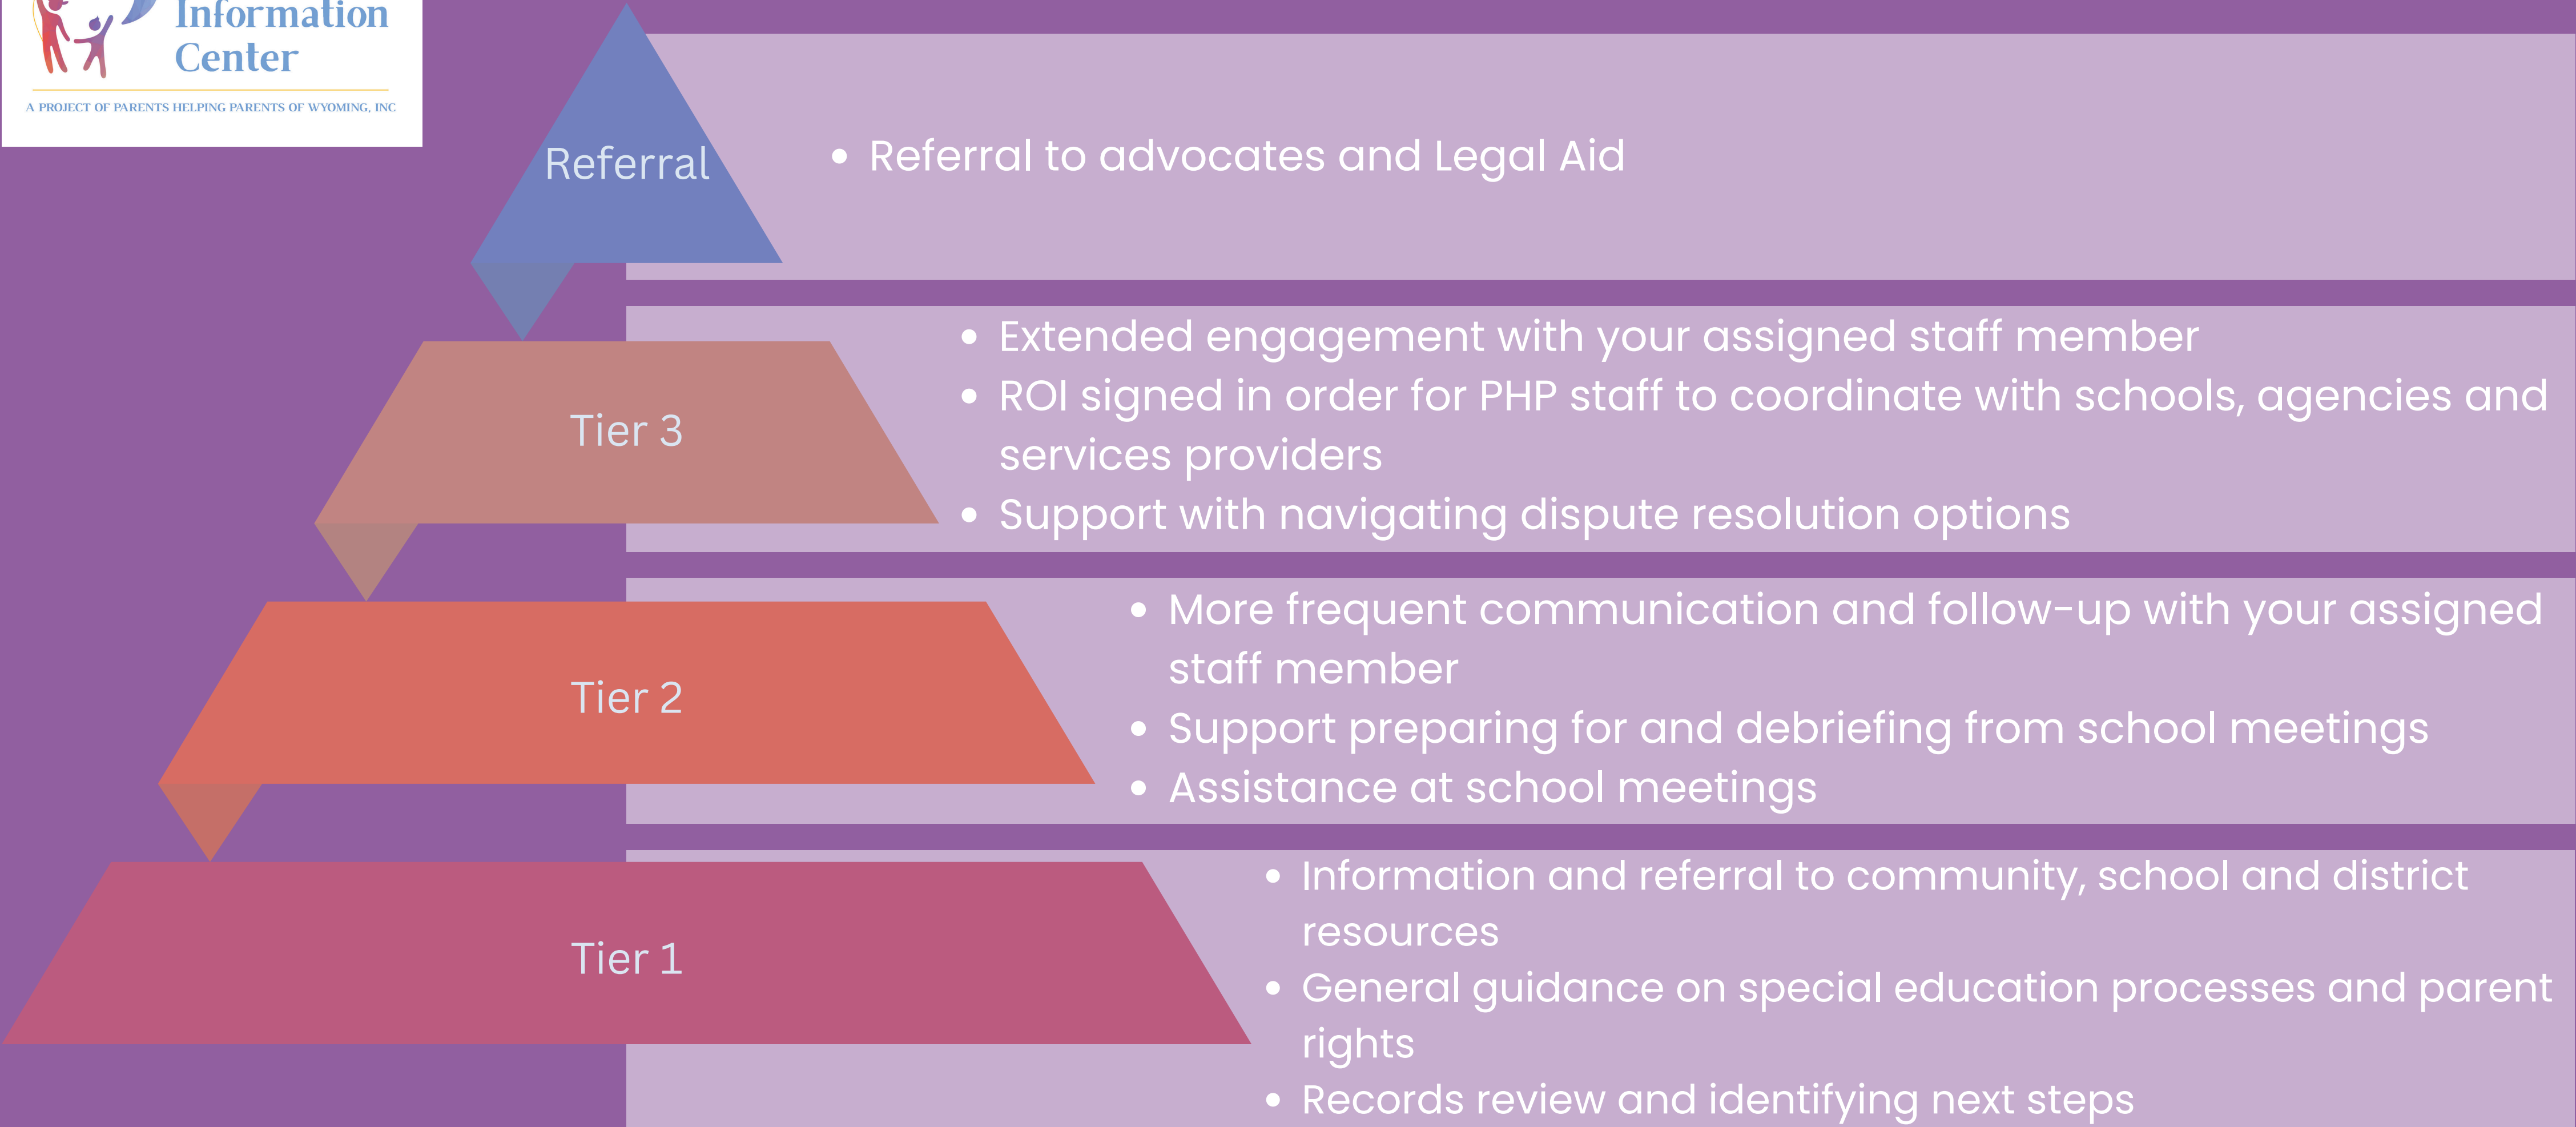 Information
Center
A PROJECT OF PARENTS HELPING PARENTS OF WYOMING, INC
Referral
• Referral to advocates and Legal Aid
Tier 3
• Extended engagement with your assigned staff member
• ROI signed in order for PHP staff to coordinate with schools, agencies and
services providers
• Support with navigating dispute resolution options
Tier 2
• More frequent communication and follow-up with your assigned
staff member
• Support preparing for and debriefing from school meetings
• Assistance at school meetings
Tier 1
• Information and referral to community, school and district
resources
• General guidance on special education processes and parent
rights
• Records review and identifying next steps